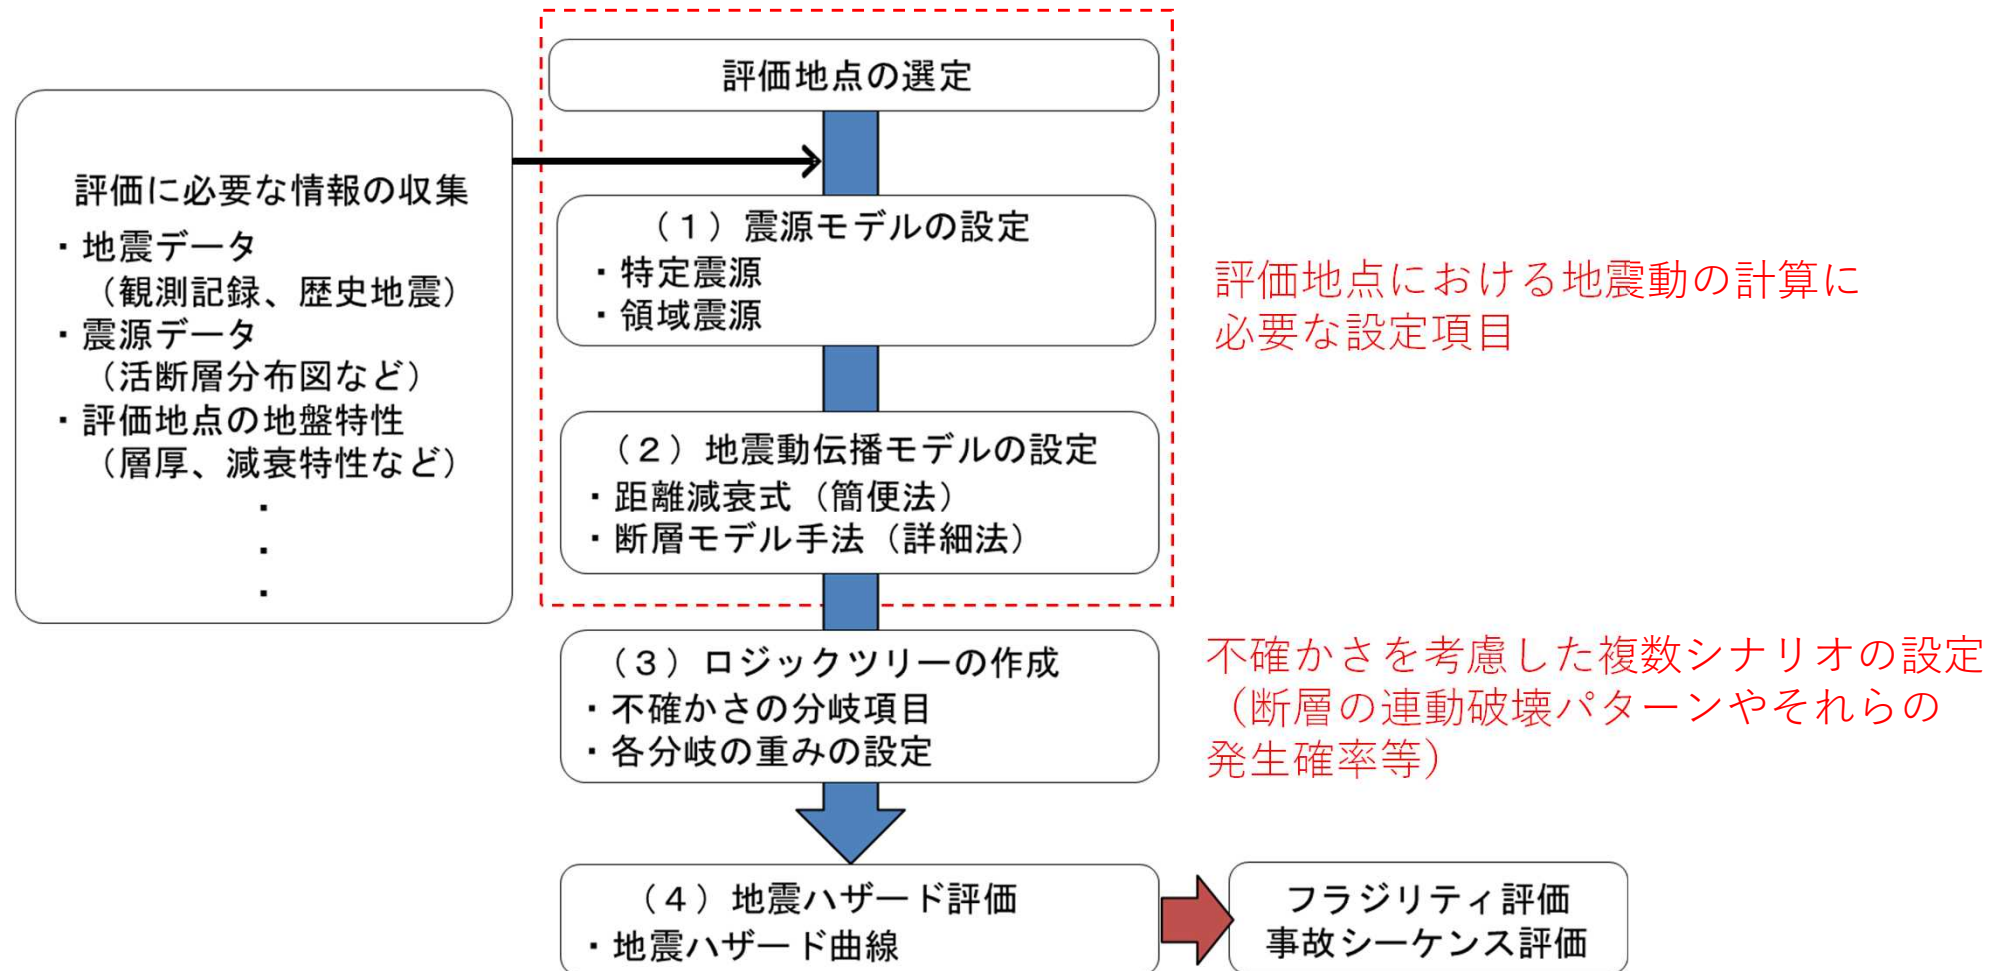 評価地点の選定
評価に必要な情報の収集
・地震データ
（観測記録、歴史地震）
・震源データ
（活断層分布図など）
・評価地点の地盤特性
（層厚、減衰特性など）
・
・
・
（１）震源モデルの設定
・特定震源
・領域震源
評価地点における地震動の計算に
必要な設定項目
（２）地震動伝播モデルの設定
・距離減衰式（簡便法）
・断層モデル手法（詳細法）
（３）ロジックツリーの作成
・不確かさの分岐項目
・各分岐の重みの設定
不確かさを考慮した複数シナリオの設定
（断層の連動破壊パターンやそれらの
発生確率等）
（４）地震ハザード評価
・地震ハザード曲線
フラジリティ評価
事故シーケンス評価